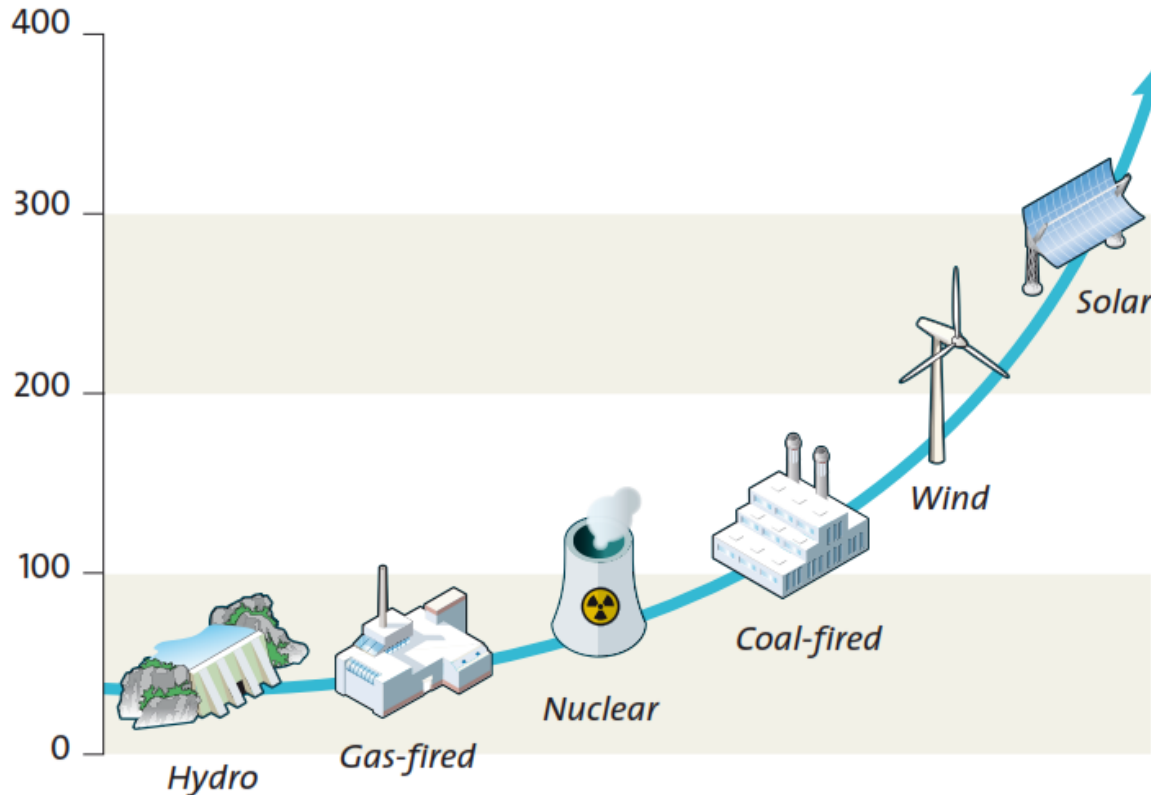 400
300
Solar
200
Wind
100
Coal-fired
Nuclear
0
Gas-fired
Hydro